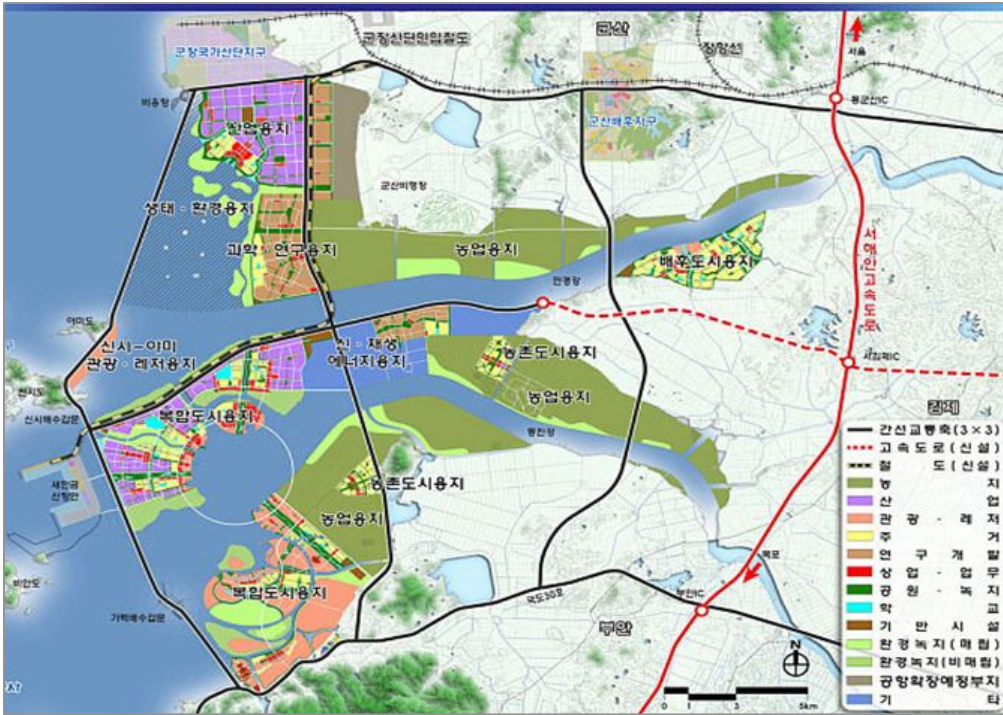 군장국가산단지구
군장산단인입철도
군산
장항선
서울
비응항
동군산IC
산업용지
군산배후지구
군산비행장
생태·환경용지
과학·연구용지
농업용지
배후도시용지
만경강
서해안고속도로
야미도
신시-야미
관광·레저용지
신·재생
에너지용지
농촌도시용지
서김제IC
신시도
신시배수갑문
복합도시용지
농업용지
김제
동진강
새만금
신항만
농촌도시용지
농업용지
비안도
가력배수갑문
복합도시용지
국도30호
부안
부안IC
목포
간선교통축(3×3)
고속도로(신설)
철 도(신설)
농 지
산 업
관 광 - 레 저
주 거
연 구 개 발
상 업 - 업 무
공 원 - 녹 지
학 교
기 반 시 설
환경녹지(매립)
환경녹지(비매립)
공항확장예정부지
기 타
N
0 1 3 5km